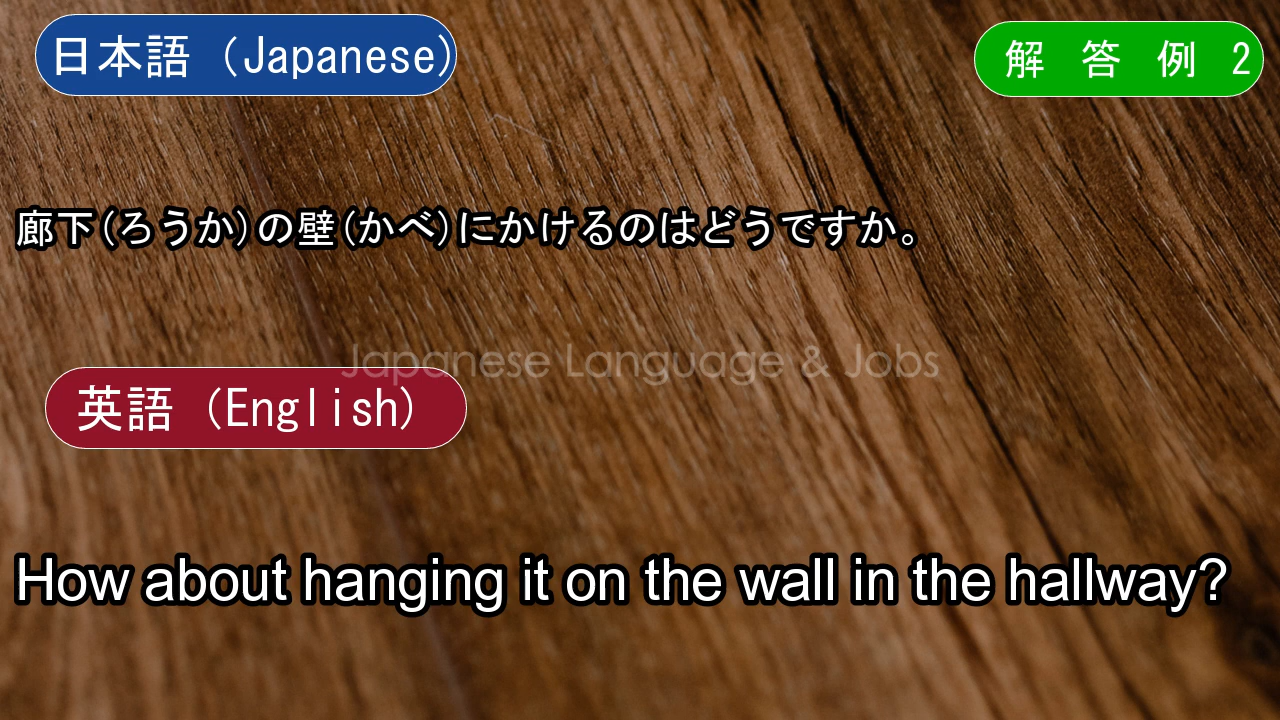 日本語 (Japanese)
解 答 例 2
廊下(ろうか)の壁(かべ)にかけるのはどうですか。
Japanese Language & Jobs
英語 (English)
How about hanging it on the wall in the hallway?